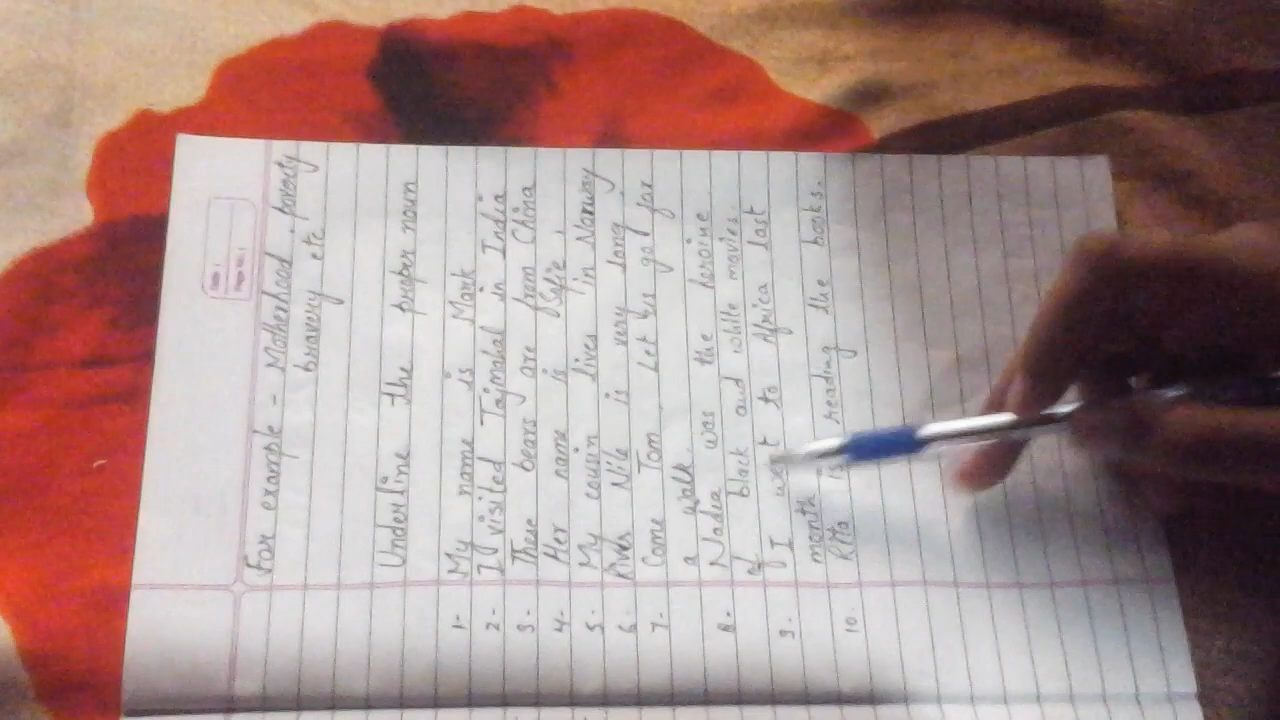 For example - Motherhood, poverty
bravery etc
Underline the proper noun
1- My name is Mark
2- I visited Tajmahal in India
3- These bears are from China
4- Her name is Sofie.
5. My cousin lives in Norway
6. River Nile is very long.
7. Come Tom Let us go for
a walk.
8. Nadia was the heroine
of black and white movies.
9. I to Africa last
month
10. is reading the books.